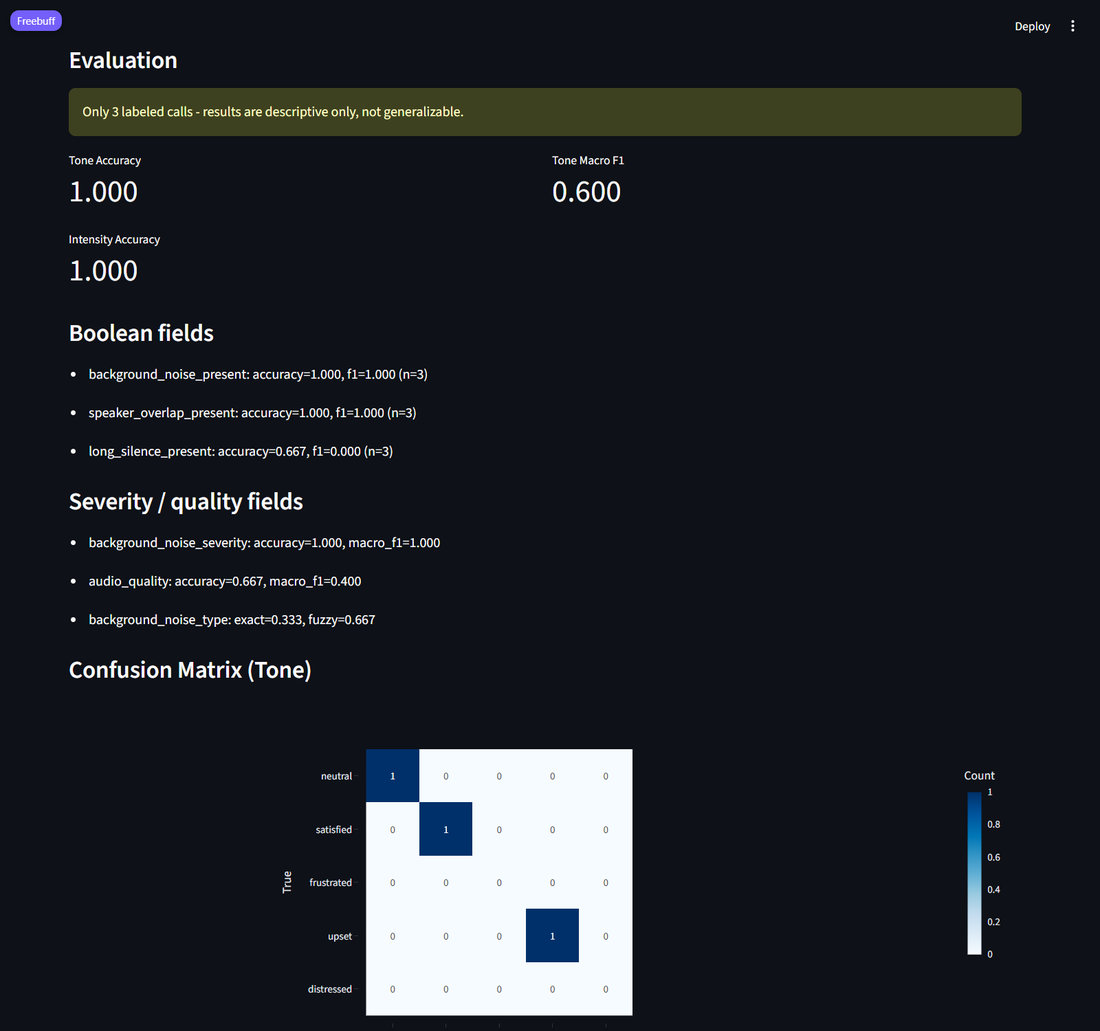 Freebuff
Deploy
Evaluation
Only 3 labeled calls - results are descriptive only, not generalizable.
Tone Accuracy
Tone Macro F1
1.000
0.600
Intensity Accuracy
1.000
Boolean fields
• background_noise_present: accuracy=1.000, f1=1.000 (n=3)
• speaker_overlap_present: accuracy=1.000, f1=1.000 (n=3)
• long_silence_present: accuracy=0.667, f1=0.000 (n=3)
Severity / quality fields
• background_noise_severity: accuracy=1.000, macro_f1=1.000
• audio_quality: accuracy=0.667, macro_f1=0.400
• background_noise_type: exact=0.333, fuzzy=0.667
Confusion Matrix (Tone)
True
neutral 1 0 0 0 0
satisfied 0 1 0 0 0
frustrated 0 0 0 0 0
upset 0 0 0 1 0
distressed 0 0 0 0 0
Count
1
0.8
0.6
0.4
0.2
0